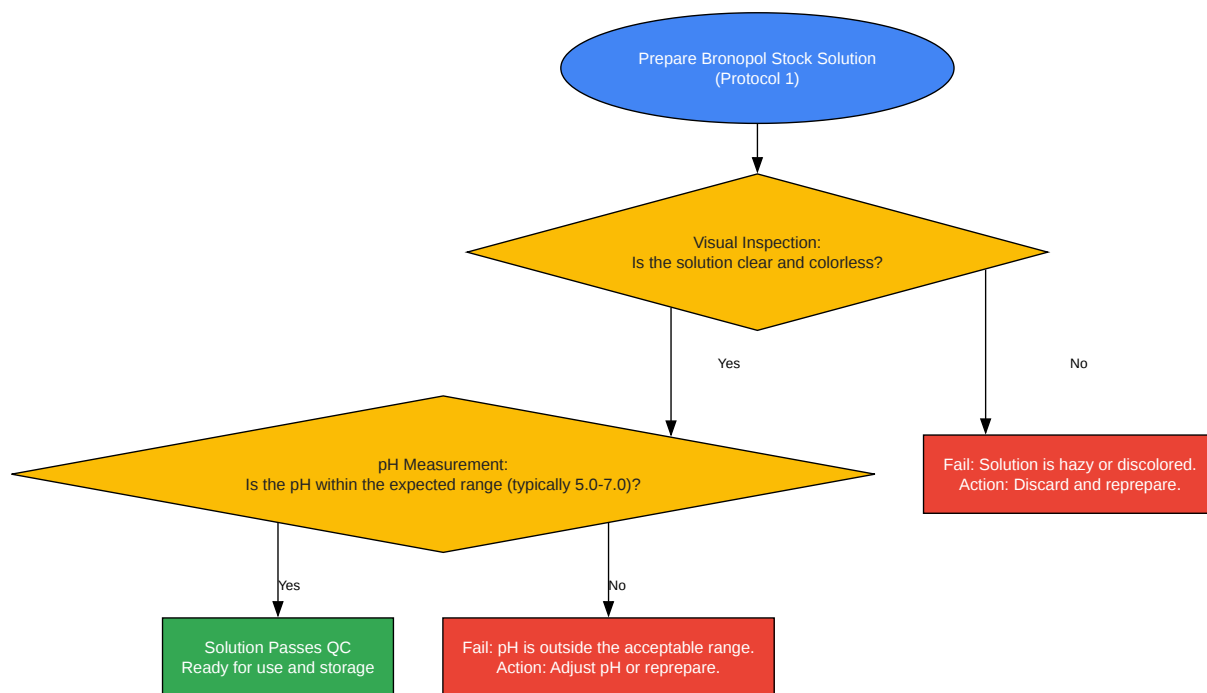 Prepare Bronopol Stock Solution
(Protocol 1)
Visual Inspection:
Is the solution clear and colorless?
Yes
No
pH Measurement:
Is the pH within the expected range (typically 5.0-7.0)?
Fail: Solution is hazy or discolored.
Action: Discard and reprepare.
Yes
No
Solution Passes QC
Ready for use and storage
Fail: pH is outside the acceptable range.
Action: Adjust pH or reprepare.